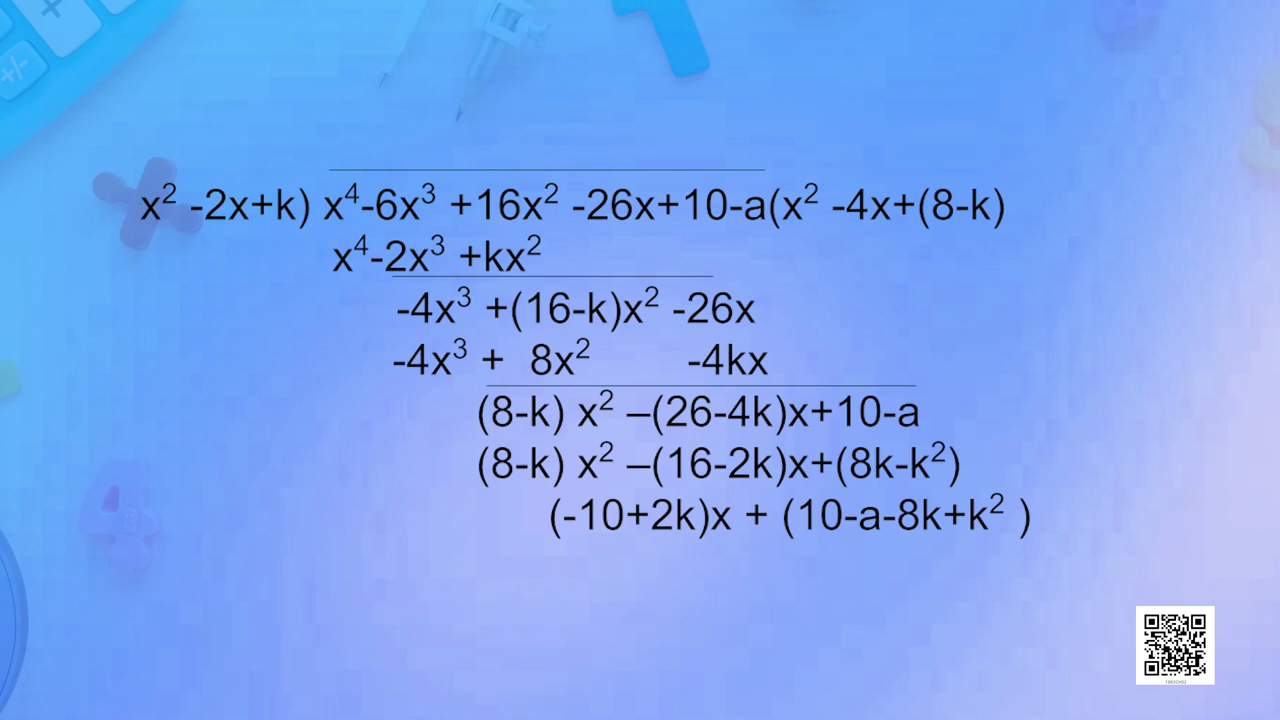 x² -2x+k) x⁴-6x³ +16x² -26x+10-a(x² -4x+(8-k)
x⁴-2x³ +kx²
-4x³ +(16-k)x² -26x
-4x³ + 8x² -4kx
(8-k) x² –(26-4k)x+10-a
(8-k) x² –(16-2k)x+(8k-k²)
(-10+2k)x + (10-a-8k+k² )